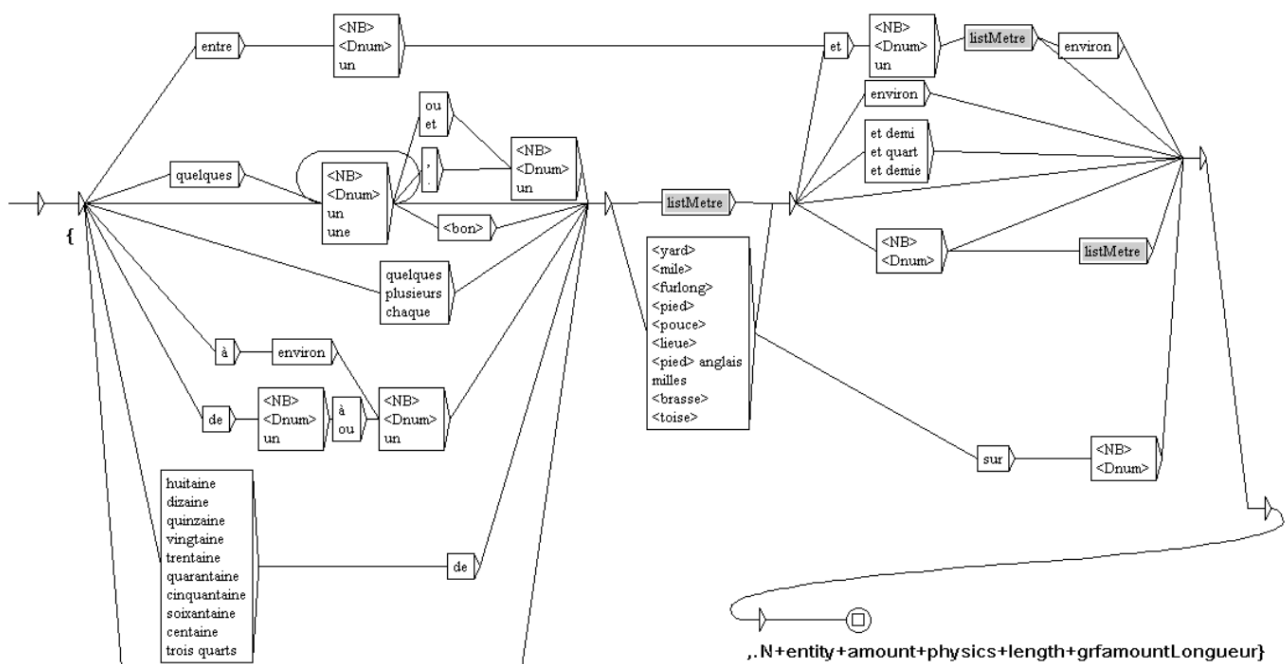 entre
<NB>
<Dnum>
un
et
<NB>
<Dnum>
un
listMetre
environ
environ
ou
et
,
.
<NB>
<Dnum>
un
et demi
et quart
et demie
quelques
<NB>
<Dnum>
un
une
<bon>
listMetre
{
<NB>
<Dnum>
listMetre
quelques
plusieurs
chaque
<yard>
<mile>
<furlong>
<pied>
<pouce>
<lieue>
<pied> anglais
milles
<brasse>
<toise>
à
environ
de
<NB>
<Dnum>
un
à
ou
<NB>
<Dnum>
un
sur
<NB>
<Dnum>
huitaine
dizaine
quinzaine
vingtaine
trentaine
quarantaine
cinquantaine
soixantaine
centaine
trois quarts
de
,.N+entity+amount+physics+length+grfamountLongueur}